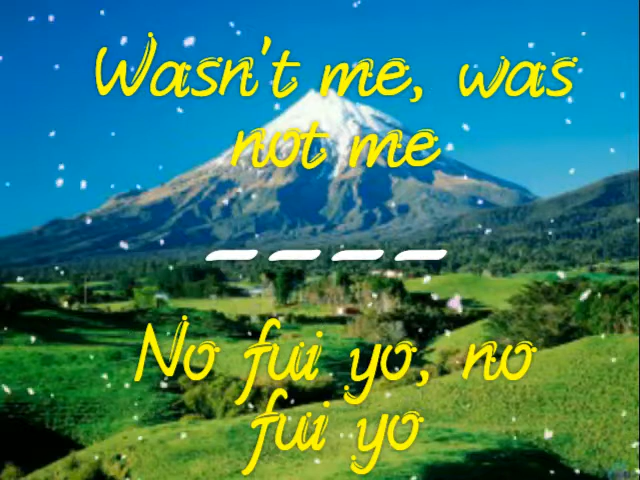 Wasn't me, was
not me
----
No fui yo, no
fui yo